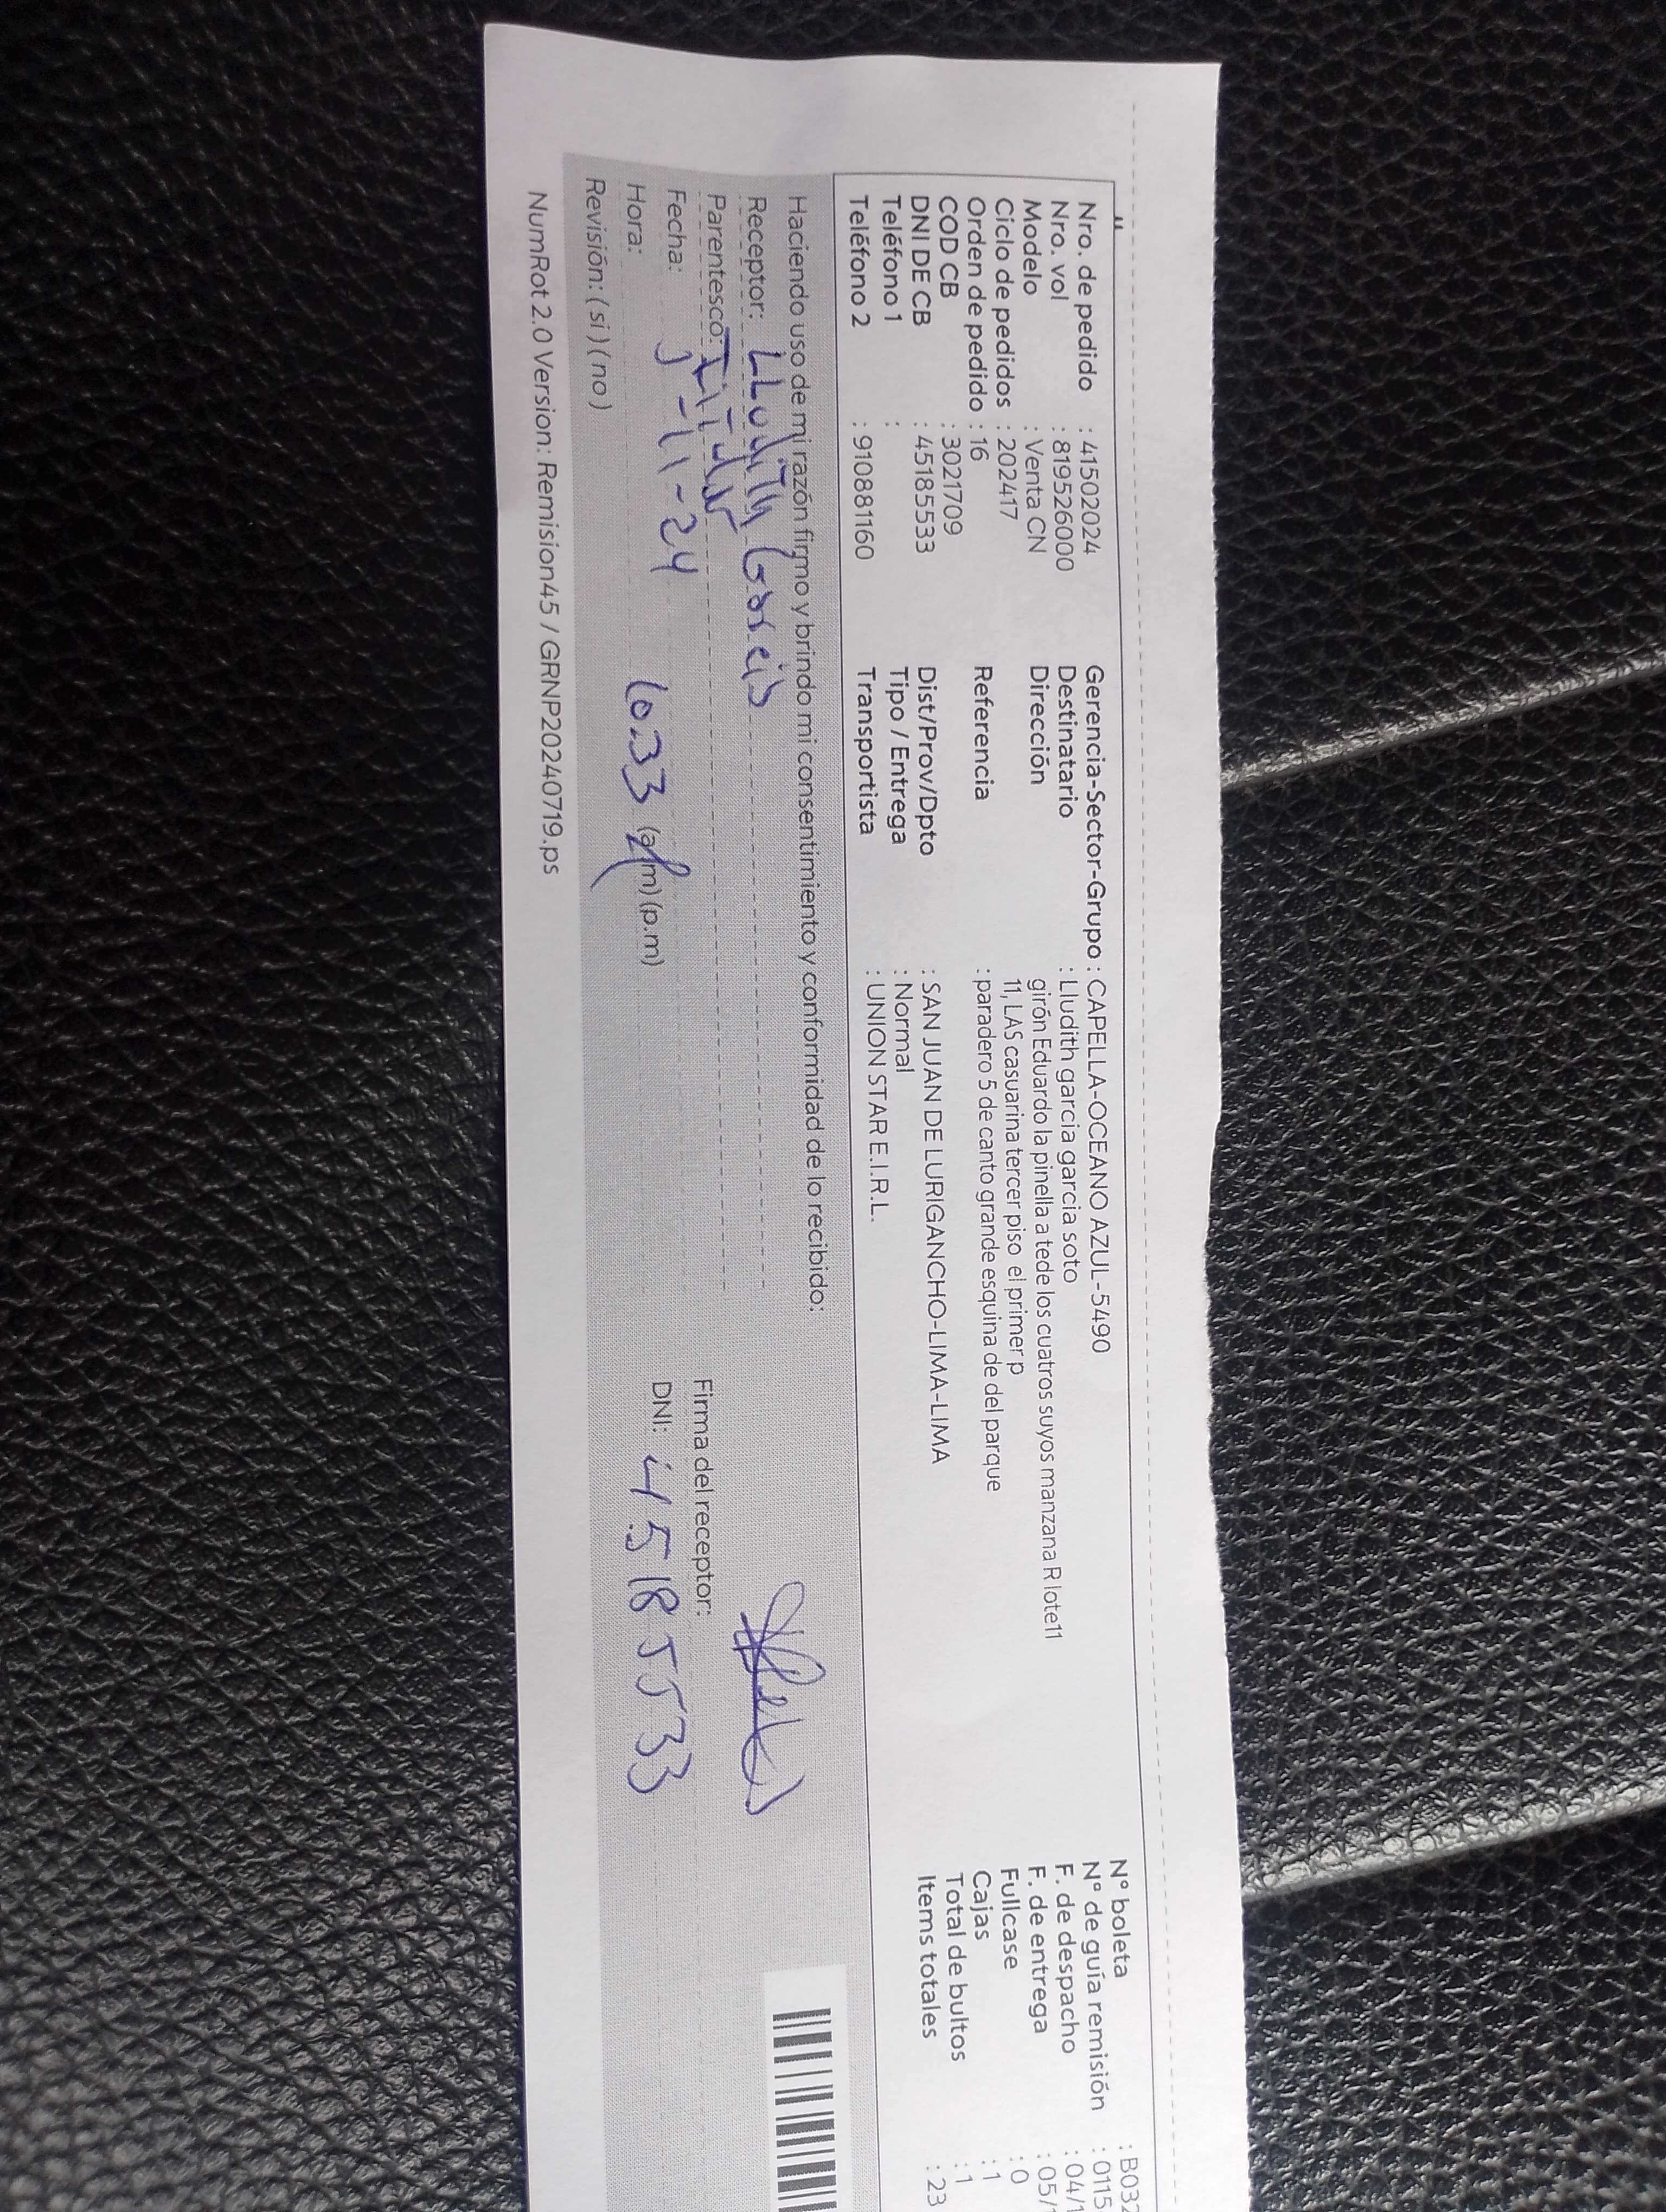 Nro. de pedido : 41502024
Nro. vol : 819526000
Modelo : Venta CN
Ciclo de pedidos : 202417
Orden de pedido : 16
COD CB : 3021709
DNI DE CB : 45185533
Teléfono 1 :
Teléfono 2 : 910881160
Gerencia-Sector-Grupo : CAPELLA-OCEANO AZUL-5490
Destinatario : Lludith garcia garcia soto
Dirección girón Eduardo la pinella a tede los cuatros suyos manzana R lote11
11, LAS casuarina tercer piso el primer p
Referencia : paradero 5 de canto grande esquina de del parque
Dist/Prov/Dpto : SAN JUAN DE LURIGANCHO-LIMA-LIMA
Tipo / Entrega : Normal
Transportista : UNION STAR E.I.R.L.
N° boleta : B032
N° de guía remisión : 0115
F. de despacho : 04/1
F. de entrega : 05/
Fullcase : 0
Cajas : 1
Total de bultos : 1
Items totales : 23
Haciendo uso de mi razón firmo y brindo mi consentimiento y conformidad de lo recibido:
Receptor: LLudiTh Garcia
Parentesco: TiTular
Fecha: 5-11-24
Hora: 10.33 (a.m) (p.m)
Revisión: ( si ) ( no )
Firma del receptor:
DNI: 45185533
NumRot 2.0 Version: Remision45 / GRNP20240719.ps